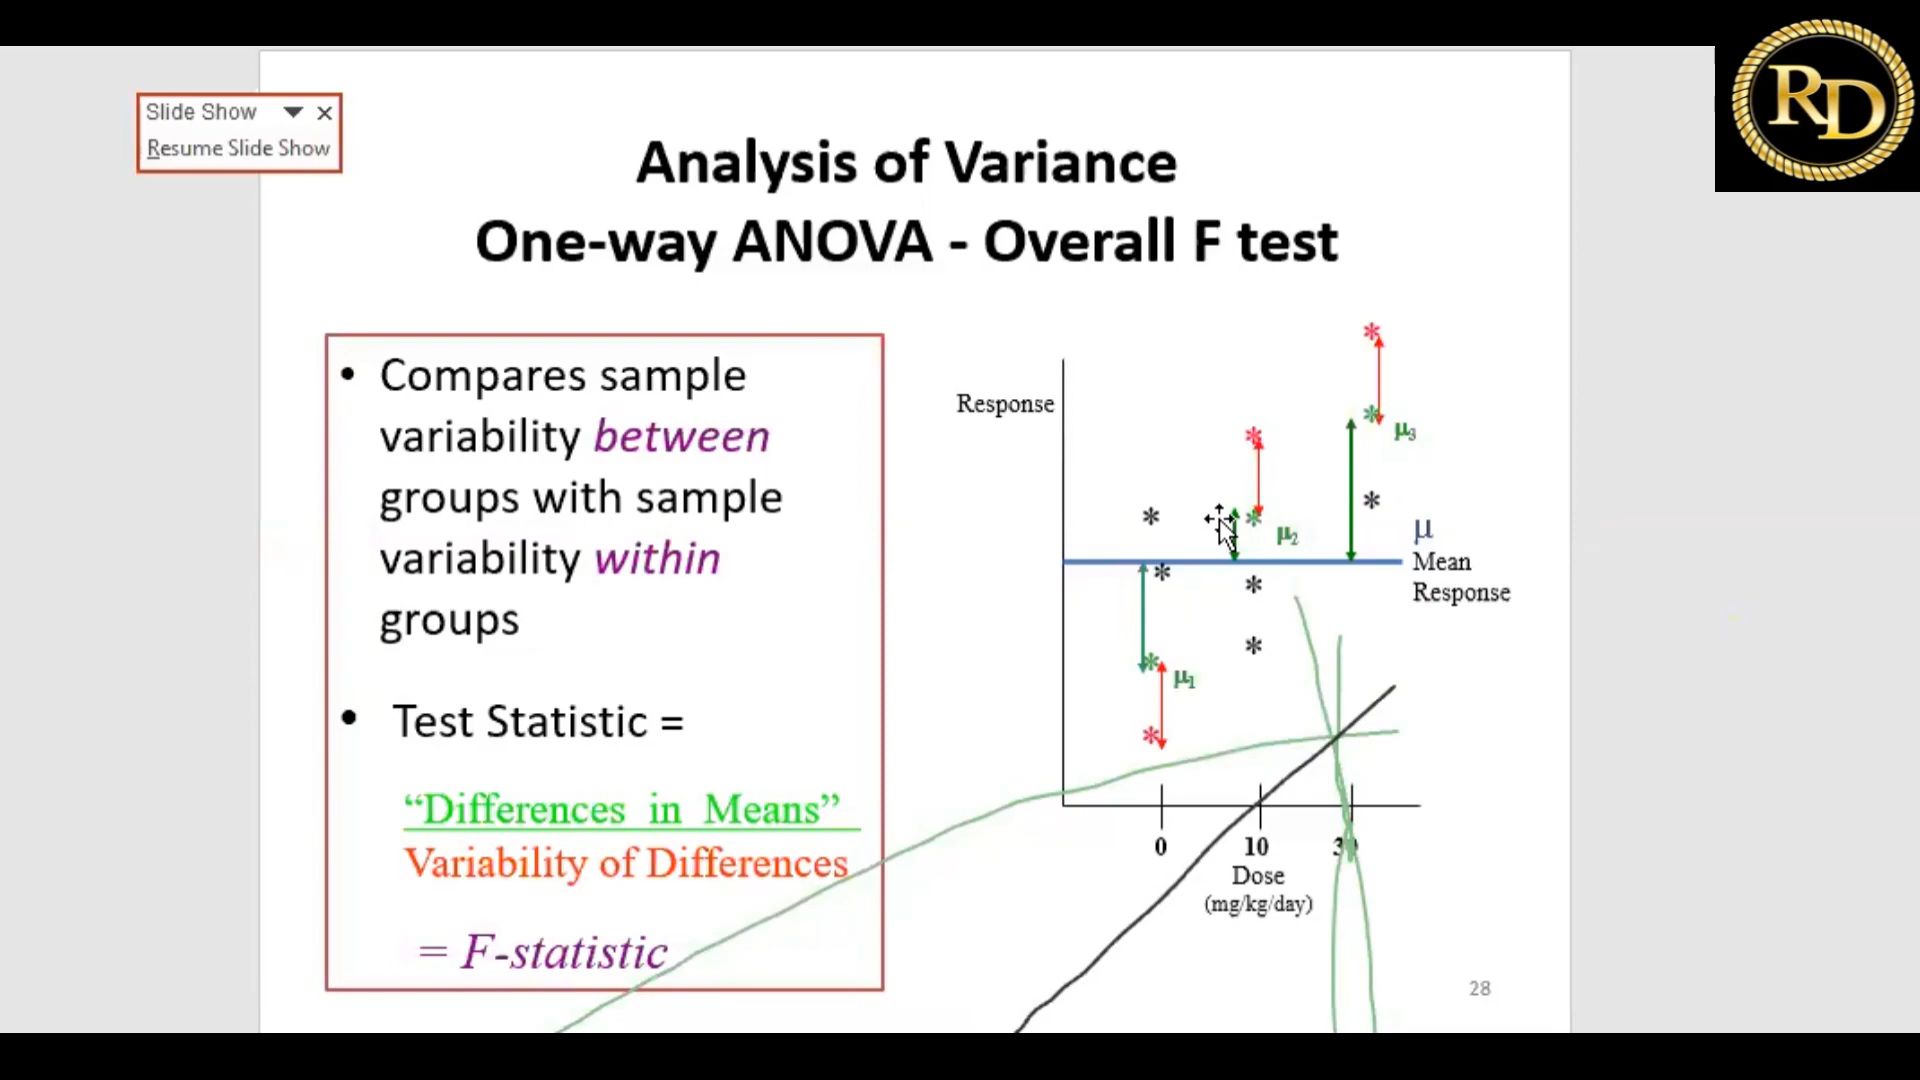 Slide Show
Resume Slide Show
RD
Analysis of Variance
One-way ANOVA - Overall F test
• Compares sample
variability between
groups with sample
variability within
groups
• Test Statistic =
“Differences in Means”
Variability of Differences
= F-statistic
Response
μ3
μ2
μ
Mean
Response
μ1
0
10
Dose
(mg/kg/day)
28